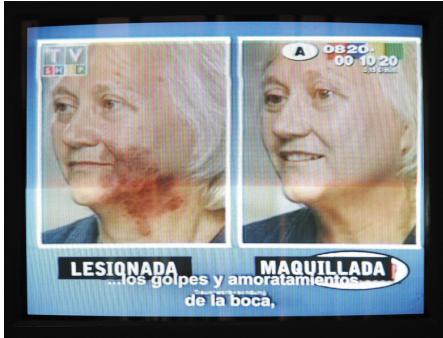 TV
SHOP
A
0820-
00 10 20
LESIONADA
MAQUILLADA
...los golpes y amoratamientos...
de la boca,